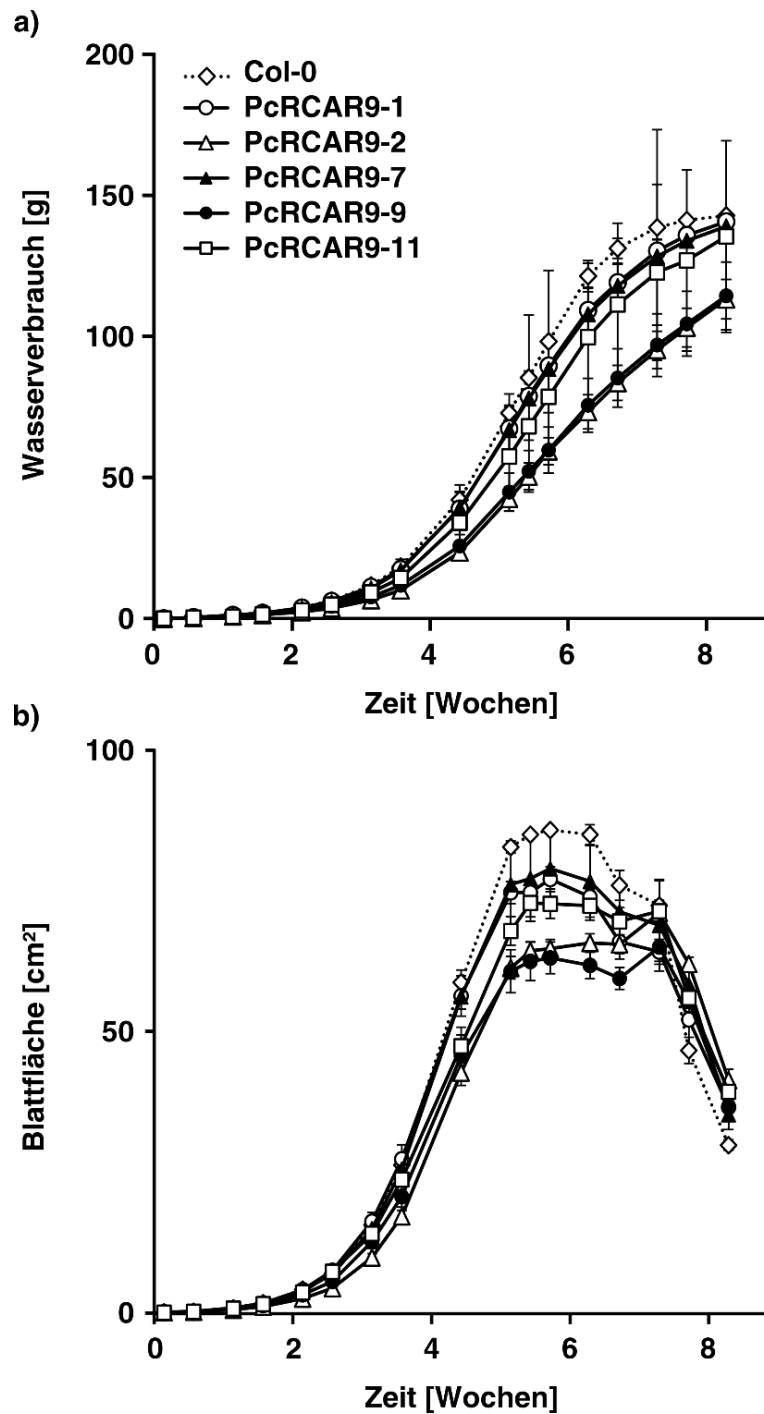 a)
200
Col-0
PcRCAR9-1
PcRCAR9-2
PcRCAR9-7
PcRCAR9-9
PcRCAR9-11
150
100
50
0
Wasserverbrauch [g]
0 2 4 6 8
Zeit [Wochen]
b)
100
50
0
Blattfläche [cm²]
0 2 4 6 8
Zeit [Wochen]